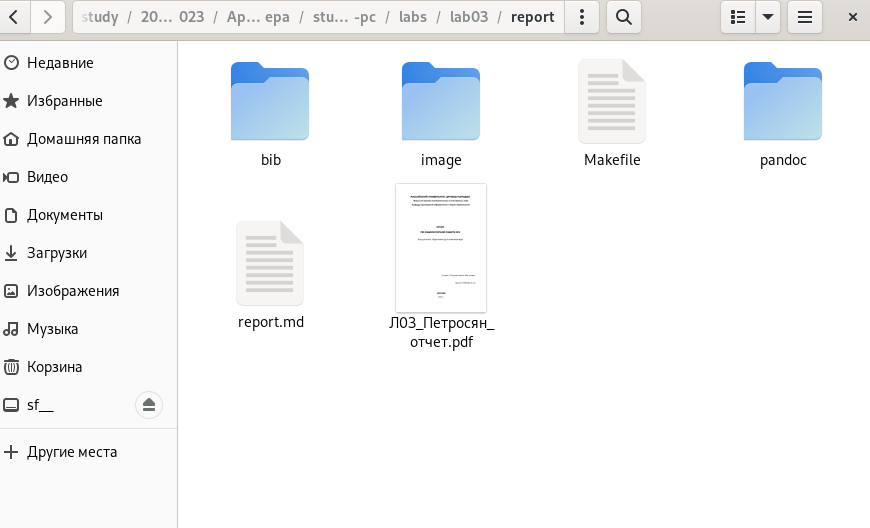 study / 20… 023 / Ap… ера / stu… -pc / labs / lab03 / report
Недавние
Избранные
Домашняя папка
Видео
Документы
Загрузки
Изображения
Музыка
Корзина
sf__
Другие места
bib
image
Makefile
pandoc
report.md
Л03_Петросян_
отчет.pdf